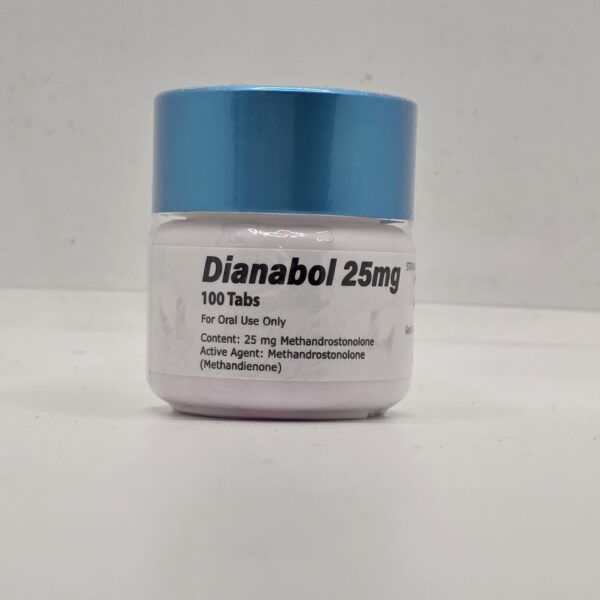 Dianabol 25mg
100 Tabs
For Oral Use Only
Content: 25 mg Methandrostonolone
Active Agent: Methandrostonolone
(Methandienone)